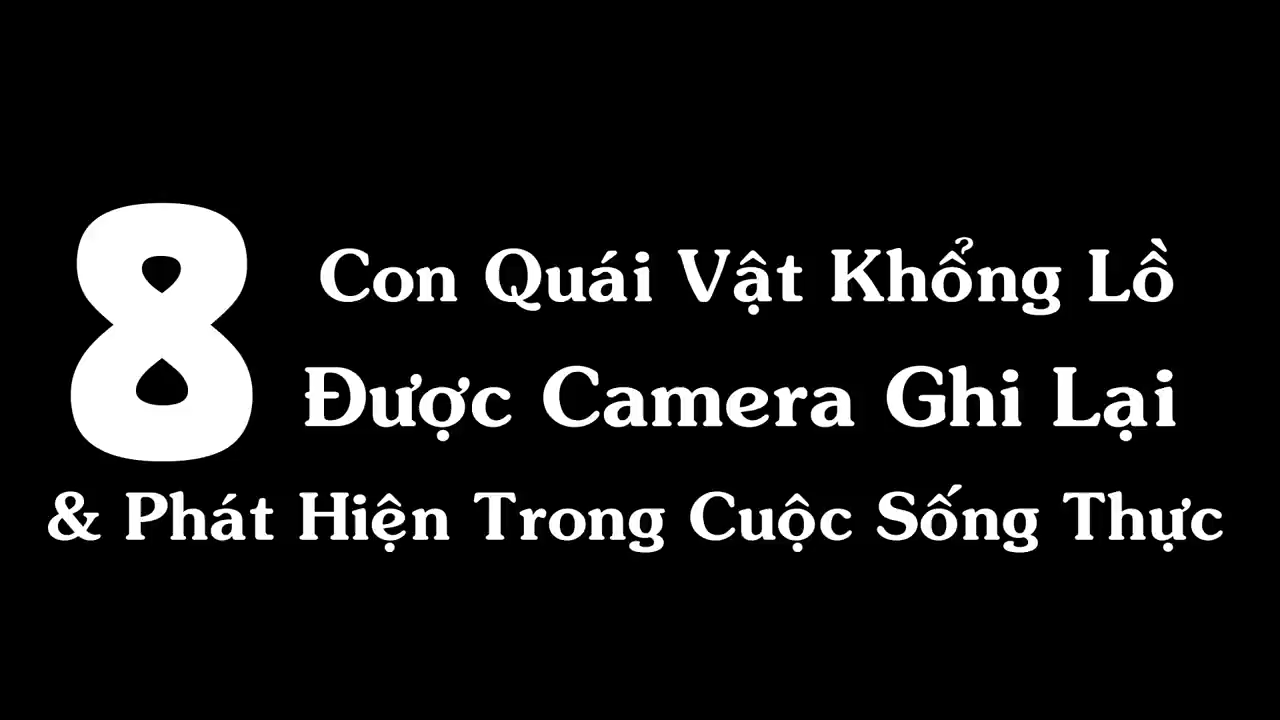 8 Con Quái Vật Khổng Lồ
Được Camera Ghi Lại
& Phát Hiện Trong Cuộc Sống Thực